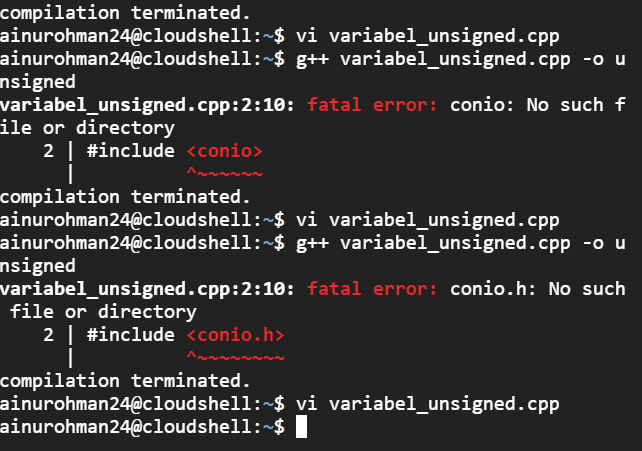 compilation terminated.
ainurohman24@cloudshell:~$ vi variabel_unsigned.cpp
ainurohman24@cloudshell:~$ g++ variabel_unsigned.cpp -o u
nsigned
variabel_unsigned.cpp:2:10: fatal error: conio: No such f
ile or directory
    2 | #include <conio>
      |          ^~~~~~~
compilation terminated.
ainurohman24@cloudshell:~$ vi variabel_unsigned.cpp
ainurohman24@cloudshell:~$ g++ variabel_unsigned.cpp -o u
nsigned
variabel_unsigned.cpp:2:10: fatal error: conio.h: No such
 file or directory
    2 | #include <conio.h>
      |          ^~~~~~~~~
compilation terminated.
ainurohman24@cloudshell:~$ vi variabel_unsigned.cpp
ainurohman24@cloudshell:~$